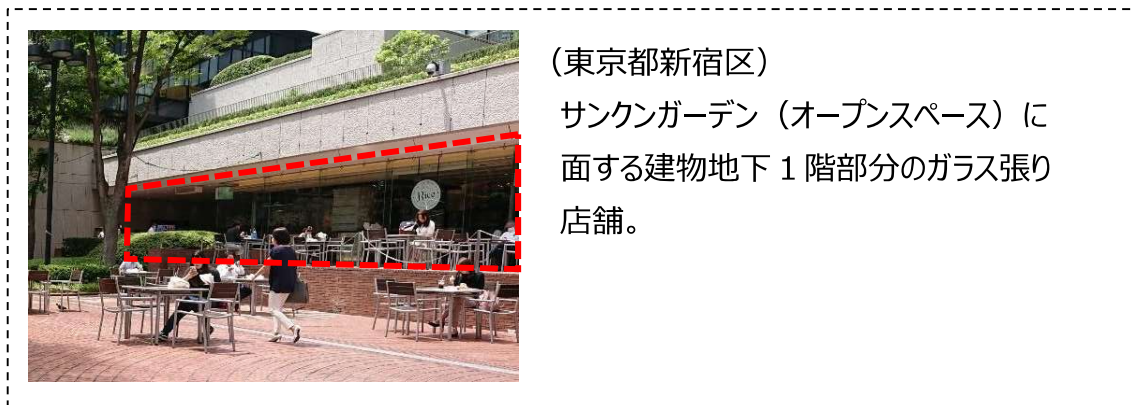 （東京都新宿区）
サンクンガーデン（オープンスペース）に
面する建物地下１階部分のガラス張り
店舗。